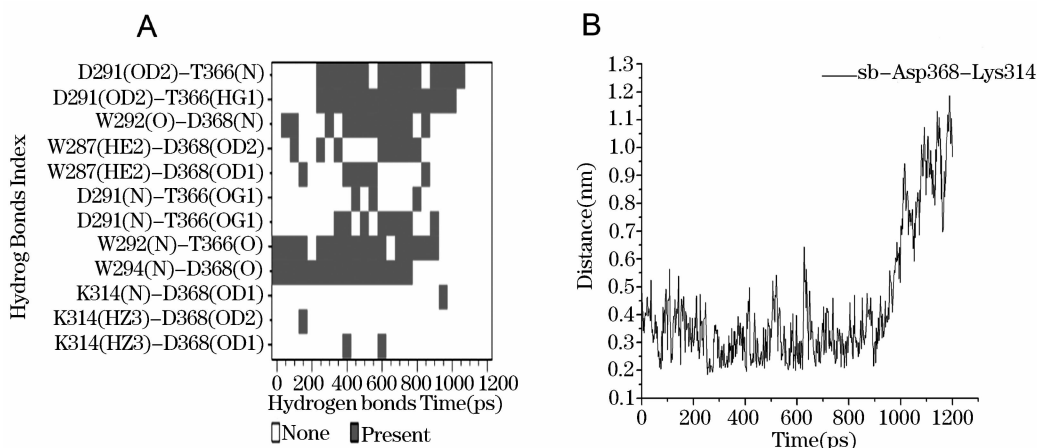 A
D291(OD2)-T366(N)
D291(OD2)-T366(HG1)
W292(O)-D368(N)
W287(HE2)-D368(OD2)
W287(HE2)-D368(OD1)
D291(N)-T366(OG1)
D291(N)-T366(OG1)
W292(N)-T366(O)
W294(N)-D368(O)
K314(N)-D368(OD1)
K314(HZ3)-D368(OD2)
K314(HZ3)-D368(OD1)
Hydrog Bonds Index
0 200 400 600 800 1000 1200
Hydrogen bonds Time(ps)
None Present
B
sb-Asp368-Lys314
1.3
1.2
1.1
1.0
0.9
0.8
0.7
0.6
0.5
0.4
0.3
0.2
0.1
Distance(nm)
0 200 400 600 800 1000 1200
Time(ps)